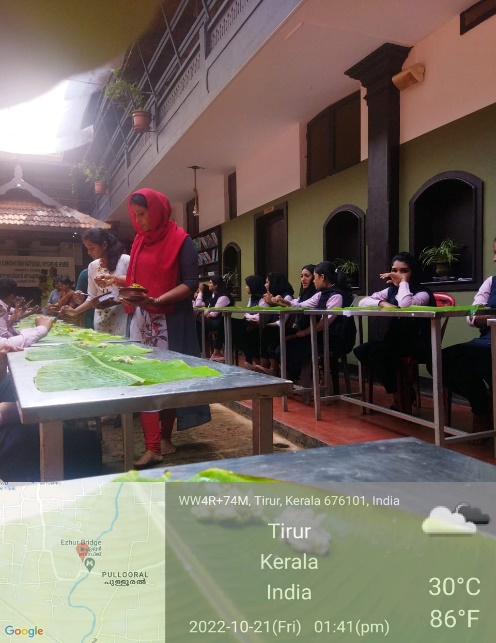 WW4R+74M, Tirur, Kerala 676101, India
Tirur
Kerala
India
30°C
86°F
2022-10-21(Fri) 01:41(pm)
Ezhur Bridge
PULLOORAL
പുല്ലൂരാൽ
Google